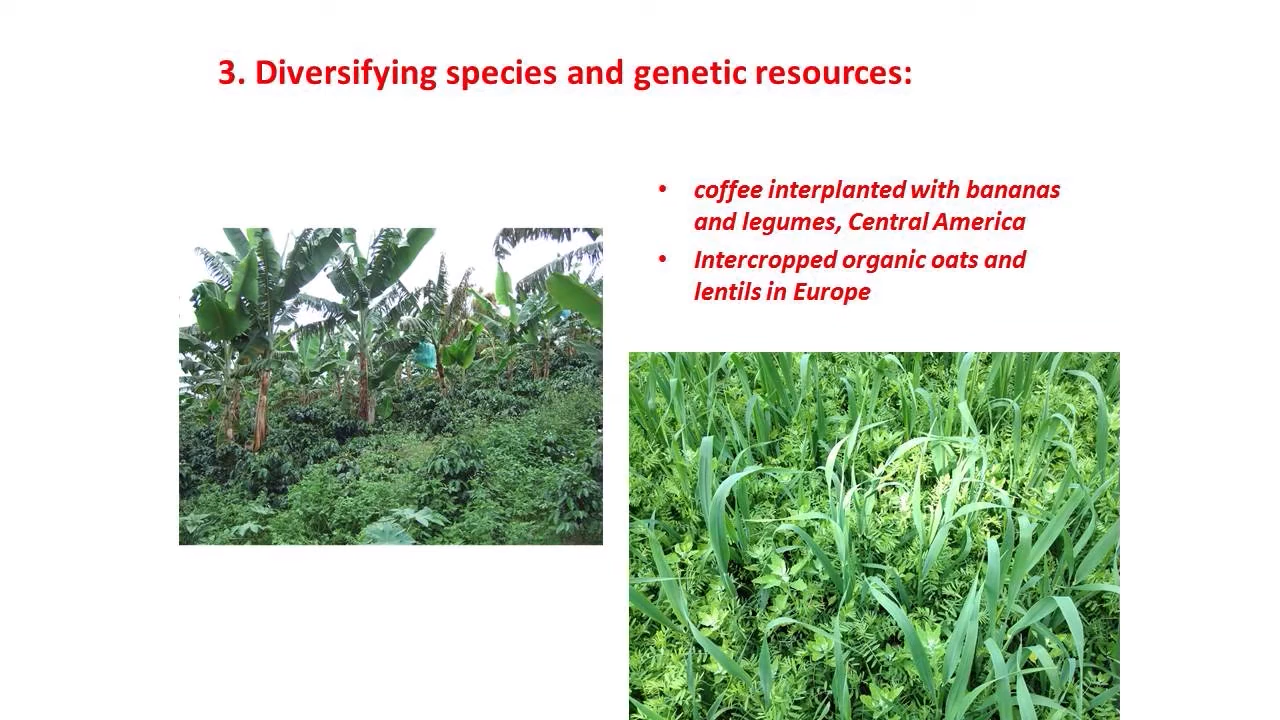 3. Diversifying species and genetic resources:
• coffee interplanted with bananas
and legumes, Central America
• Intercropped organic oats and
lentils in Europe